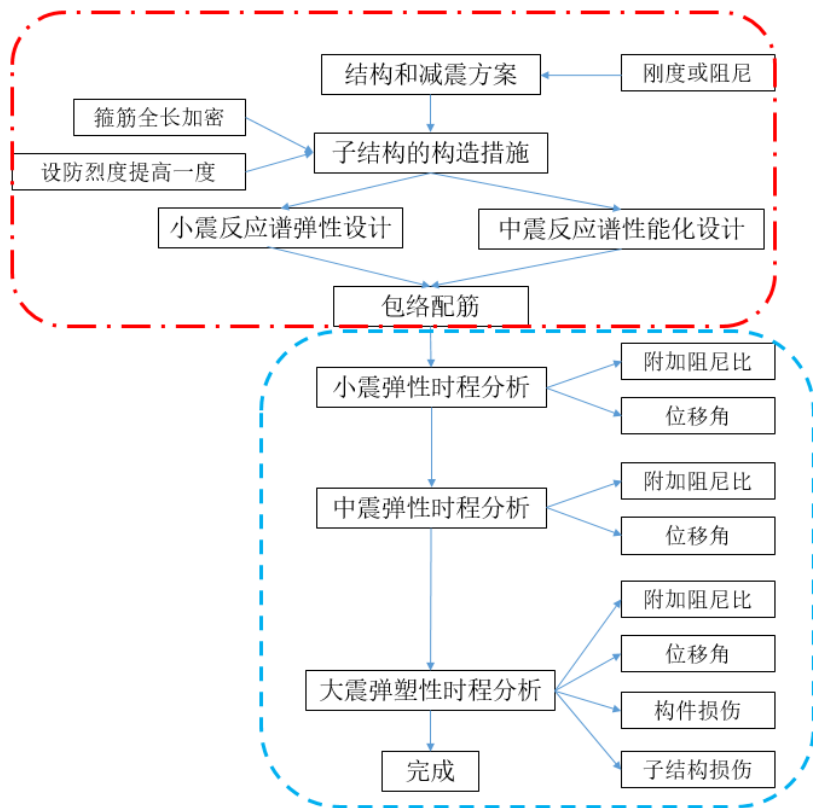 结构和减震方案
刚度或阻尼
箍筋全长加密
子结构的构造措施
设防烈度提高一度
小震反应谱弹性设计
中震反应谱性能化设计
包络配筋
附加阻尼比
小震弹性时程分析
位移角
附加阻尼比
中震弹性时程分析
位移角
附加阻尼比
位移角
大震弹塑性时程分析
构件损伤
完成
子结构损伤